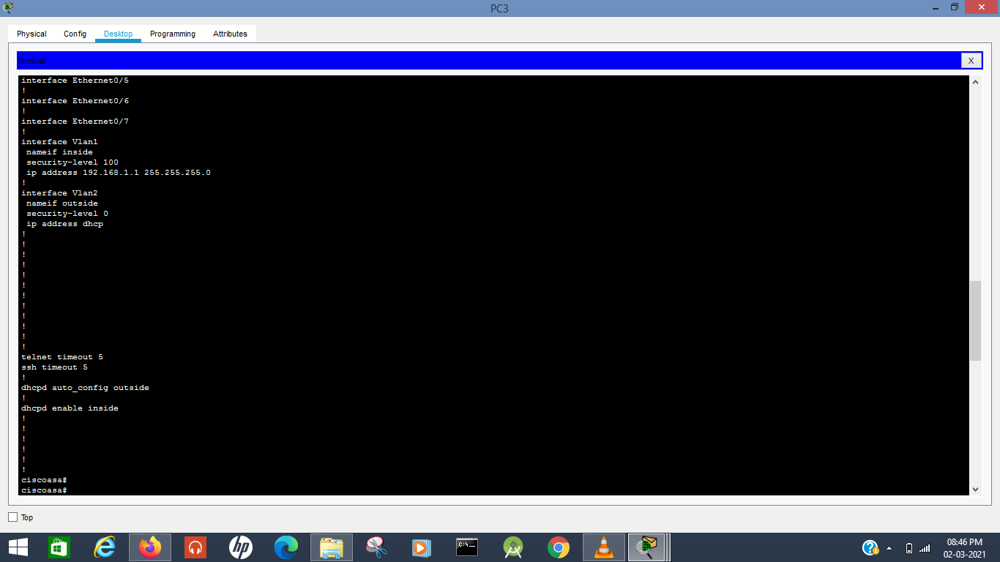 PC3
Physical Config Desktop Programming Attributes
Terminal
X
interface Ethernet0/5
!
interface Ethernet0/6
!
interface Ethernet0/7
!
interface Vlan1
nameif inside
security-level 100
ip address 192.168.1.1 255.255.255.0
!
interface Vlan2
nameif outside
security-level 0
ip address dhcp
!
!
!
!
!
!
!
!
!
!
!
!
telnet timeout 5
ssh timeout 5
!
dhcpd auto_config outside
!
dhcpd enable inside
!
!
!
!
!
!
ciscoasa#
ciscoasa#
Top
hp
C:\_
08:46 PM
02-03-2021